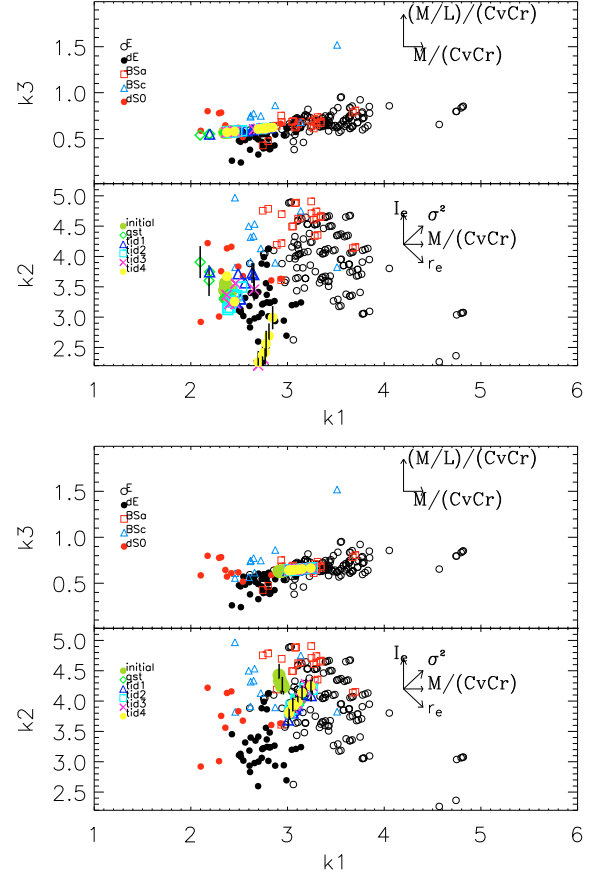 (M/L)/(CvCr)
M/(CvCr)
E
dE
BSa
BSc
dS0
k3
1.5
1.0
0.5
I_e
σ²
M/(CvCr)
r_e
initial
gst
tid1
tid2
tid3
tid4
k2
5.0
4.5
4.0
3.5
3.0
2.5
1 2 3 4 5 6
k1
(M/L)/(CvCr)
M/(CvCr)
E
dE
BSa
BSc
dS0
k3
1.5
1.0
0.5
I_e
σ²
M/(CvCr)
r_e
initial
gst
tid1
tid2
tid3
tid4
k2
5.0
4.5
4.0
3.5
3.0
2.5
1 2 3 4 5 6
k1